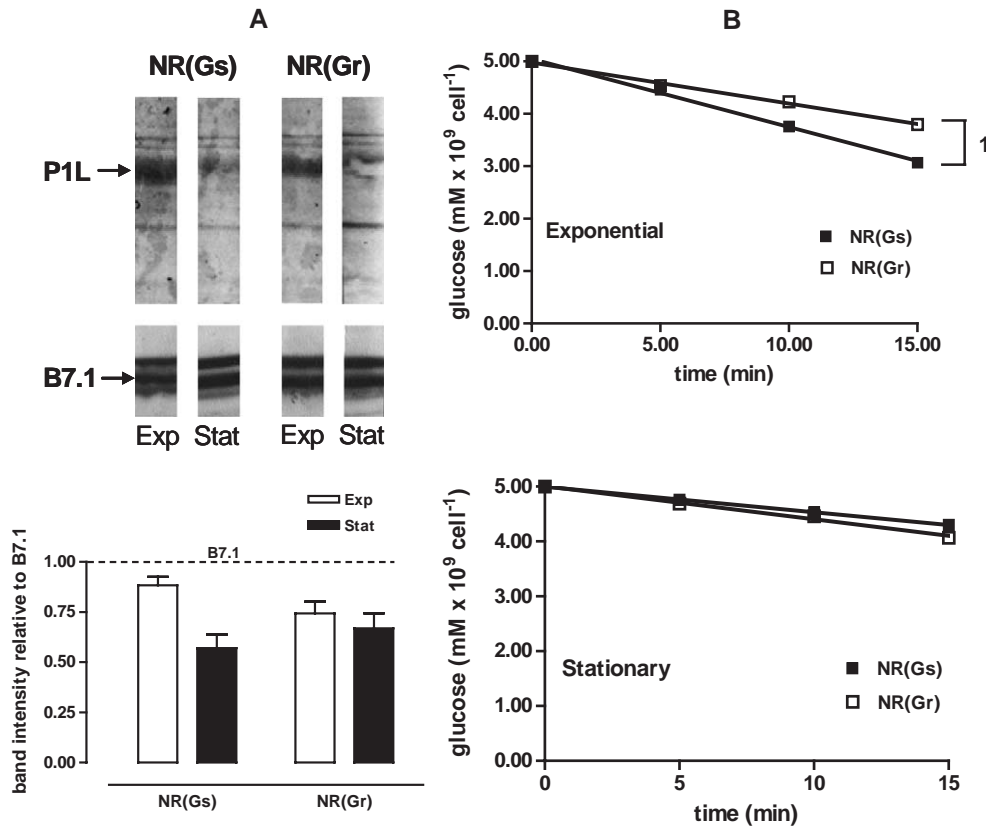 A
NR(Gs) NR(Gr)
P1L
B7.1
Exp Stat Exp Stat
Exp
Stat
B7.1
band intensity relative to B7.1
1.00
0.75
0.50
0.25
0.00
NR(Gs) NR(Gr)
B
glucose (mM x 10⁹ cell⁻¹)
5.00
4.00
3.00
2.00
1.00
0.00
1
Exponential
NR(Gs)
NR(Gr)
0.00 5.00 10.00 15.00
time (min)
glucose (mM x 10⁹ cell⁻¹)
5.00
4.00
3.00
2.00
1.00
0.00
Stationary
NR(Gs)
NR(Gr)
0 5 10 15
time (min)